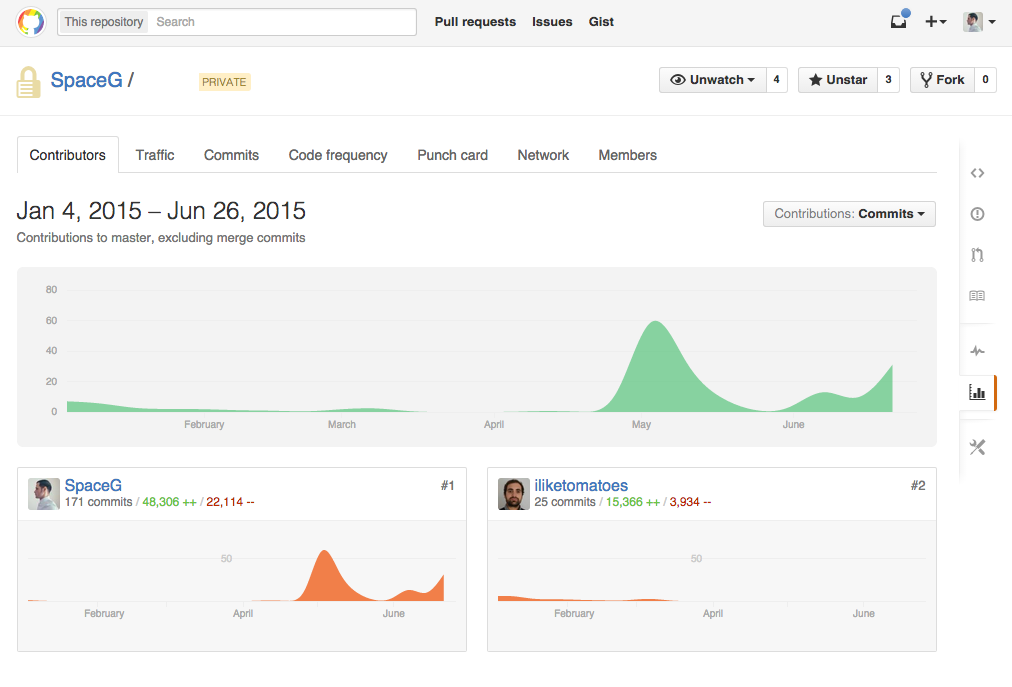 This repository Search Pull requests Issues Gist
SpaceG / PRIVATE Unwatch 4 Unstar 3 Fork 0
Contributors Traffic Commits Code frequency Punch card Network Members
Jan 4, 2015 – Jun 26, 2015
Contributions: Commits
Contributions to master, excluding merge commits
80
60
40
20
0
February March April May June
SpaceG #1
171 commits / 48,306 ++ / 22,114 --
50
February April June
iliketomatoes #2
25 commits / 15,366 ++ / 3,934 --
50
February April June